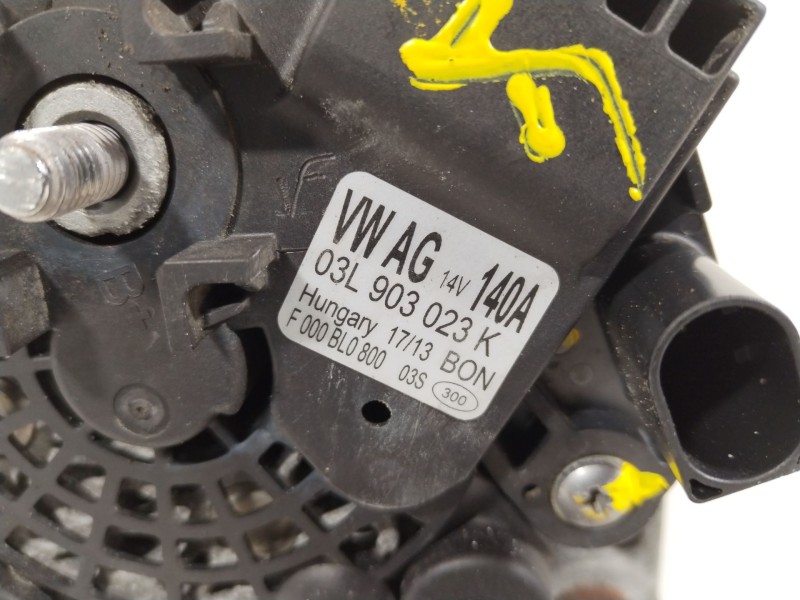 VW AG 14V 140A
03L 903 023 K
Hungary 17/13 BON
F 000 BL0 800 03S 300
B+